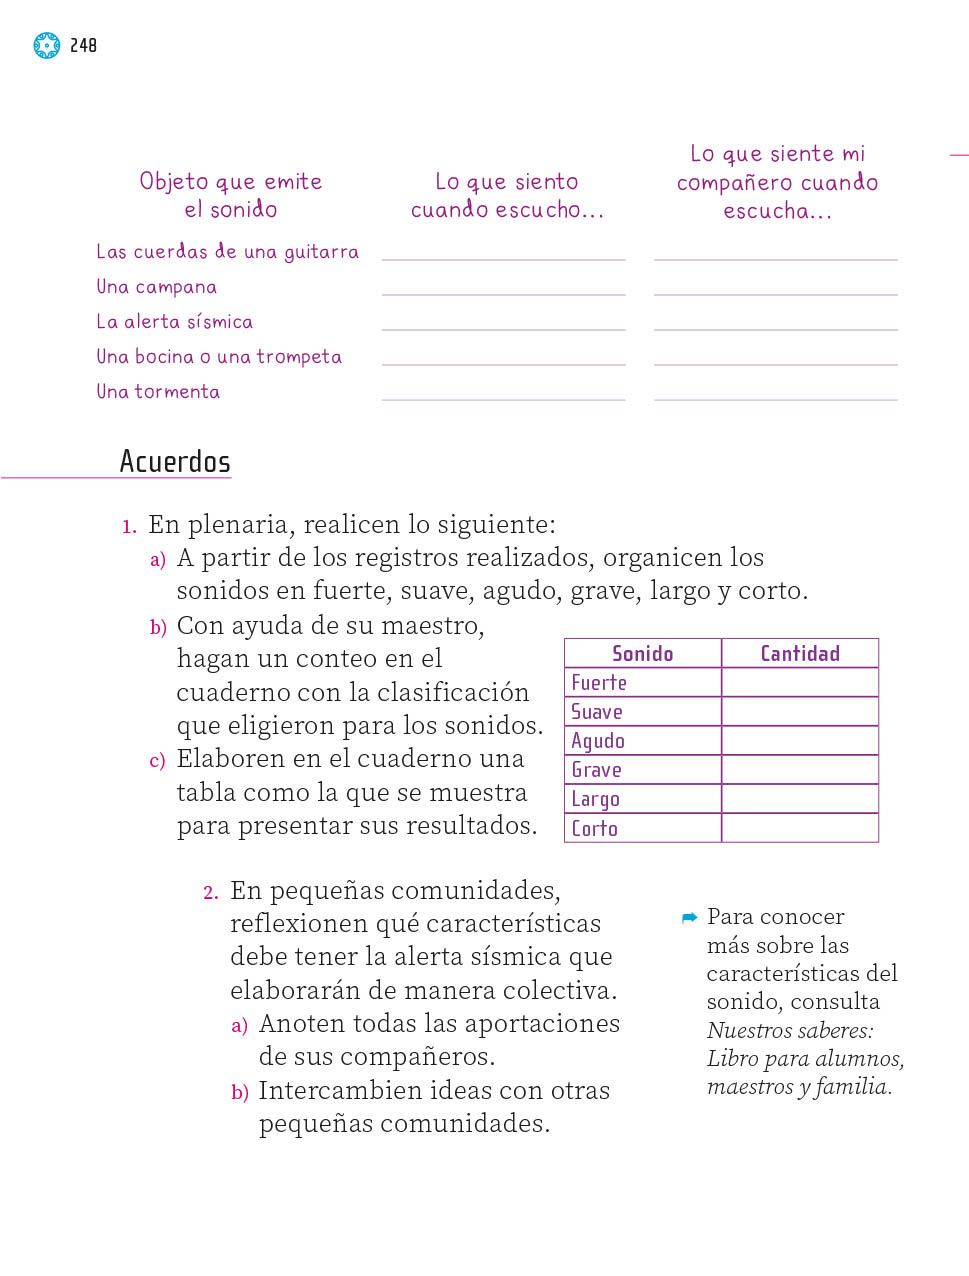 248
Objeto que emite
el sonido
Lo que siento
cuando escucho...
Lo que siente mi
compañero cuando
escucha...
Las cuerdas de una guitarra
Una campana
La alerta sísmica
Una bocina o una trompeta
Una tormenta
Acuerdos
1. En plenaria, realicen lo siguiente:
a) A partir de los registros realizados, organicen los
sonidos en fuerte, suave, agudo, grave, largo y corto.
b) Con ayuda de su maestro,
hagan un conteo en el
cuaderno con la clasificación
que eligieron para los sonidos.
c) Elaboren en el cuaderno una
tabla como la que se muestra
para presentar sus resultados.
Sonido Cantidad
Fuerte
Suave
Agudo
Grave
Largo
Corto
2. En pequeñas comunidades,
reflexionen qué características
debe tener la alerta sísmica que
elaborarán de manera colectiva.
a) Anoten todas las aportaciones
de sus compañeros.
b) Intercambien ideas con otras
pequeñas comunidades.
Para conocer
más sobre las
características del
sonido, consulta
Nuestros saberes:
Libro para alumnos,
maestros y familia.